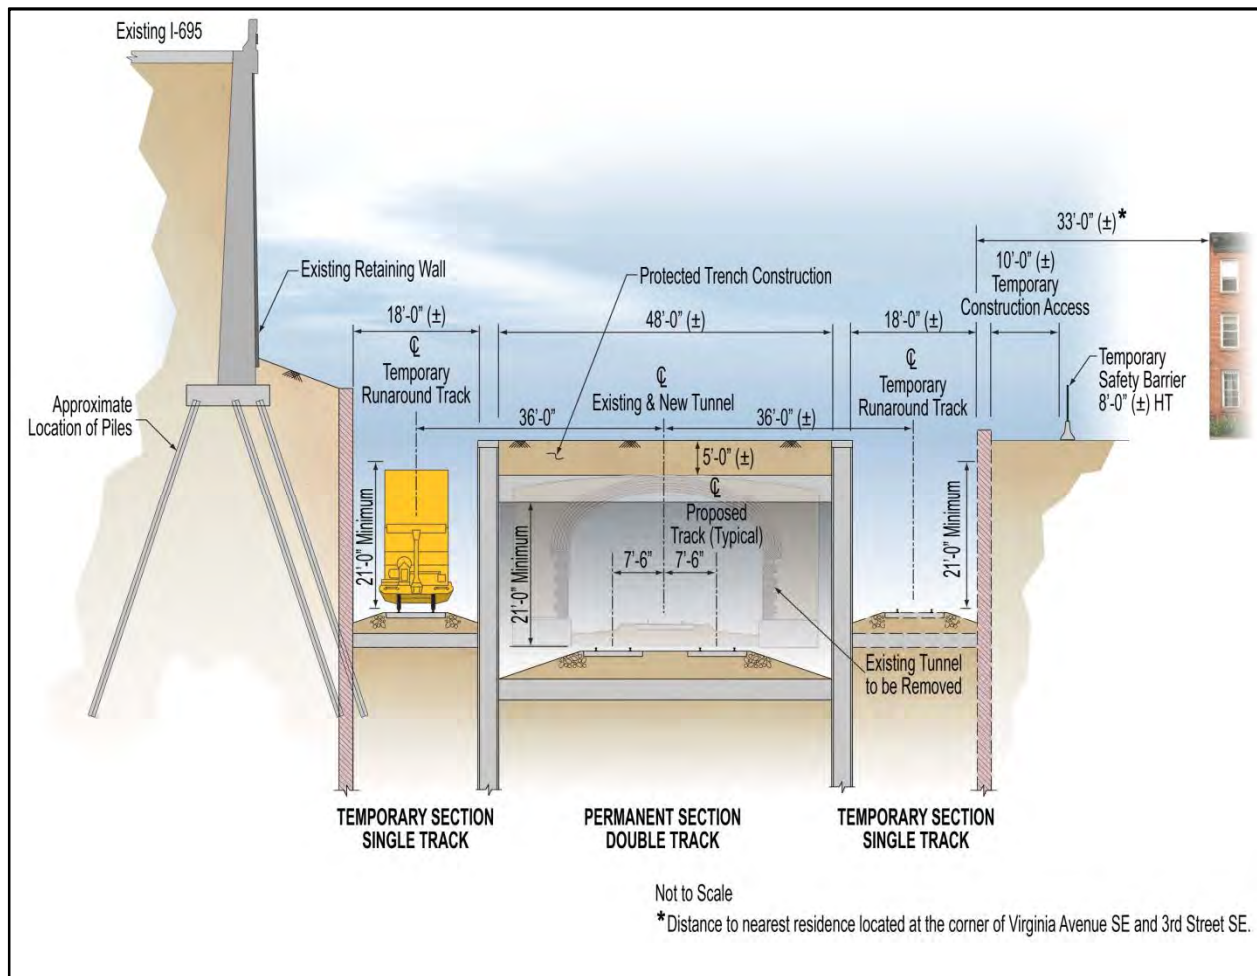 Existing I-695
33’-0” (±)*
10’-0” (±)
Temporary
Construction Access
Existing Retaining Wall
Protected Trench Construction
18’-0” (±)
48’-0” (±)
18’-0” (±)
℄
Temporary
Runaround Track
℄
Existing & New Tunnel
℄
Temporary
Runaround Track
Temporary
Safety Barrier
8’-0” (±) HT
Approximate
Location of Piles
36’-0”
36’-0” (±)
5’-0” (±)
℄
Proposed
Track (Typical)
21’-0” Minimum
21’-0” Minimum
21’-0” Minimum
7’-6”
7’-6”
Existing Tunnel
to be Removed
TEMPORARY SECTION
SINGLE TRACK
PERMANENT SECTION
DOUBLE TRACK
TEMPORARY SECTION
SINGLE TRACK
Not to Scale
*Distance to nearest residence located at the corner of Virginia Avenue SE and 3rd Street SE.